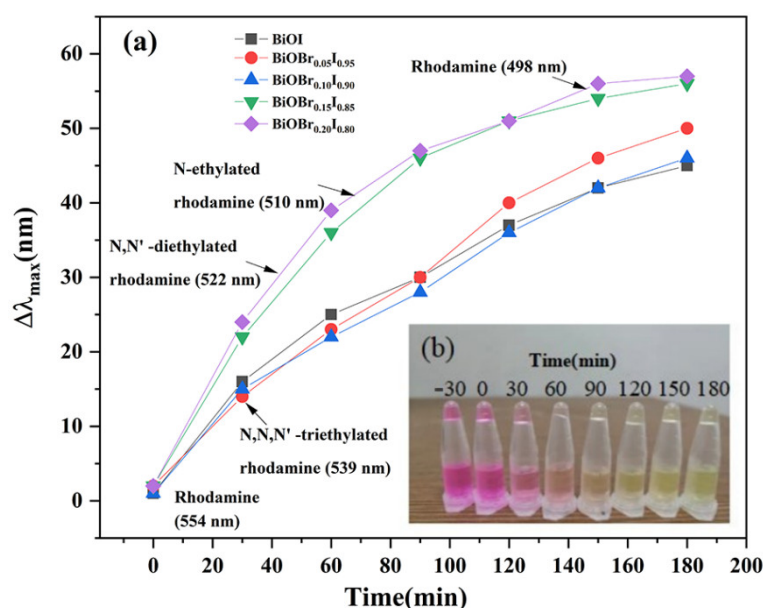 (a)
BiOI
BiOBr0.05I0.95
BiOBr0.10I0.90
BiOBr0.15I0.85
BiOBr0.20I0.80
Rhodamine (498 nm)
N-ethylated
rhodamine (510 nm)
N,N' -diethylated
rhodamine (522 nm)
N,N,N' -triethylated
rhodamine (539 nm)
Rhodamine
(554 nm)
(b)
Time(min)
-30 0 30 60 90 120 150 180
60
50
40
30
20
10
0
Δλmax(nm)
0 20 40 60 80 100 120 140 160 180 200
Time(min)